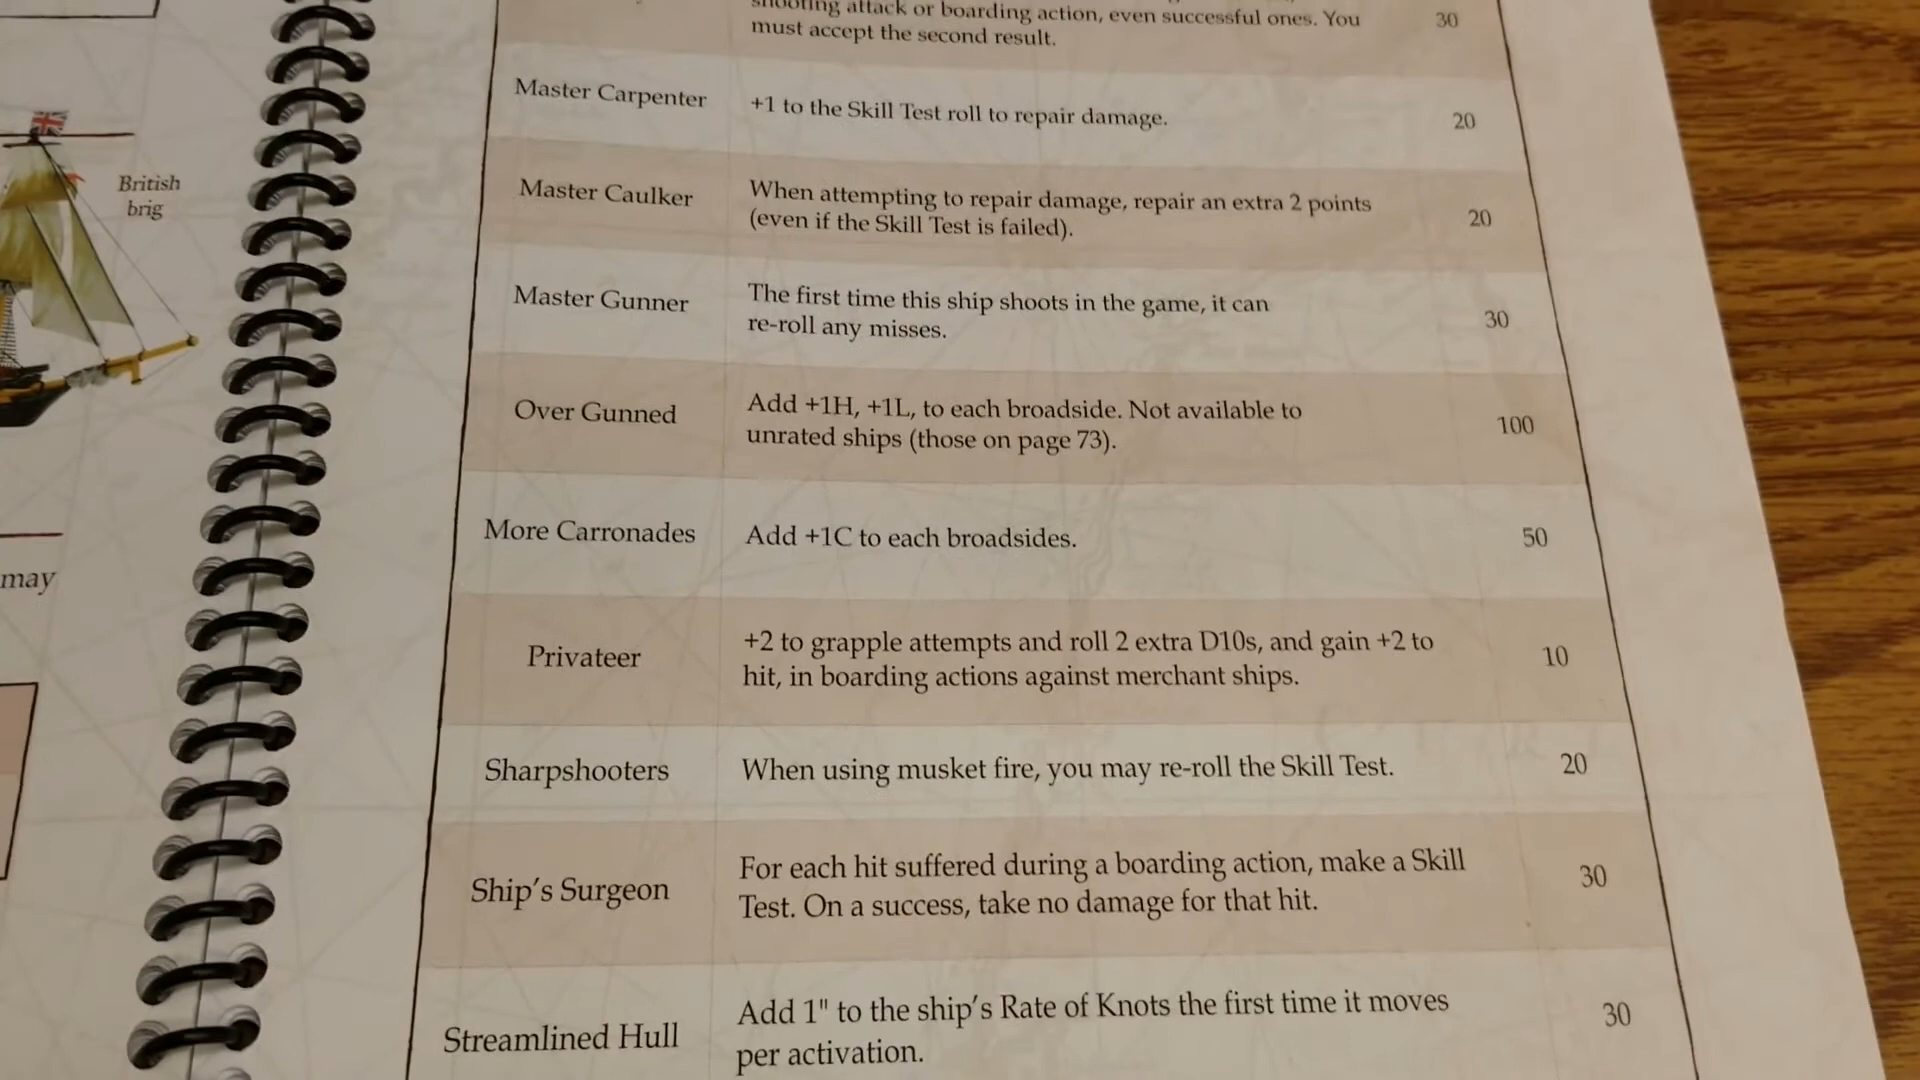 British
brig
may
shooting attack or boarding action, even successful ones. You
must accept the second result.
30
Master Carpenter
+1 to the Skill Test roll to repair damage.
20
Master Caulker
When attempting to repair damage, repair an extra 2 points
(even if the Skill Test is failed).
20
Master Gunner
The first time this ship shoots in the game, it can
re-roll any misses.
30
Over Gunned
Add +1H, +1L, to each broadside. Not available to
unrated ships (those on page 73).
100
More Carronades
Add +1C to each broadsides.
50
Privateer
+2 to grapple attempts and roll 2 extra D10s, and gain +2 to
hit, in boarding actions against merchant ships.
10
Sharpshooters
When using musket fire, you may re-roll the Skill Test.
20
Ship's Surgeon
For each hit suffered during a boarding action, make a Skill
Test. On a success, take no damage for that hit.
30
Streamlined Hull
Add 1" to the ship's Rate of Knots the first time it moves
per activation.
30